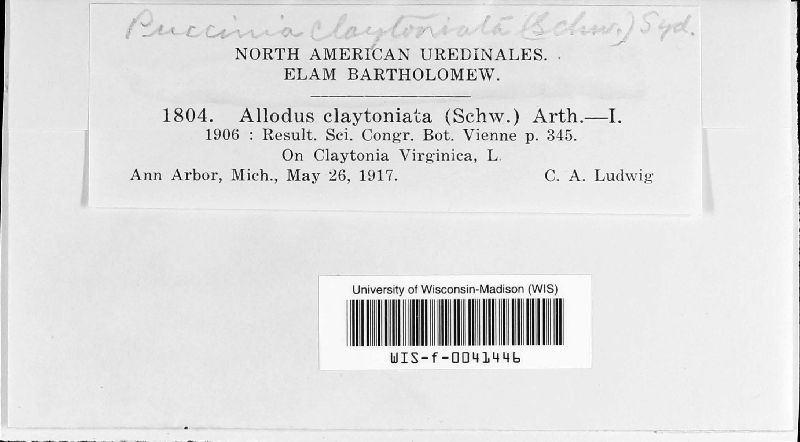 Puccinia claytoniata (Schw.) Syd.
NORTH AMERICAN UREDINALES.
ELAM BARTHOLOMEW.
1804. Allodus claytoniata (Schw.) Arth.—I.
1906 : Result. Sci. Congr. Bot. Vienne p. 345.
On Claytonia Virginica, L.
Ann Arbor, Mich., May 26, 1917. C. A. Ludwig
University of Wisconsin-Madison (WIS)
WIS-f-0041446